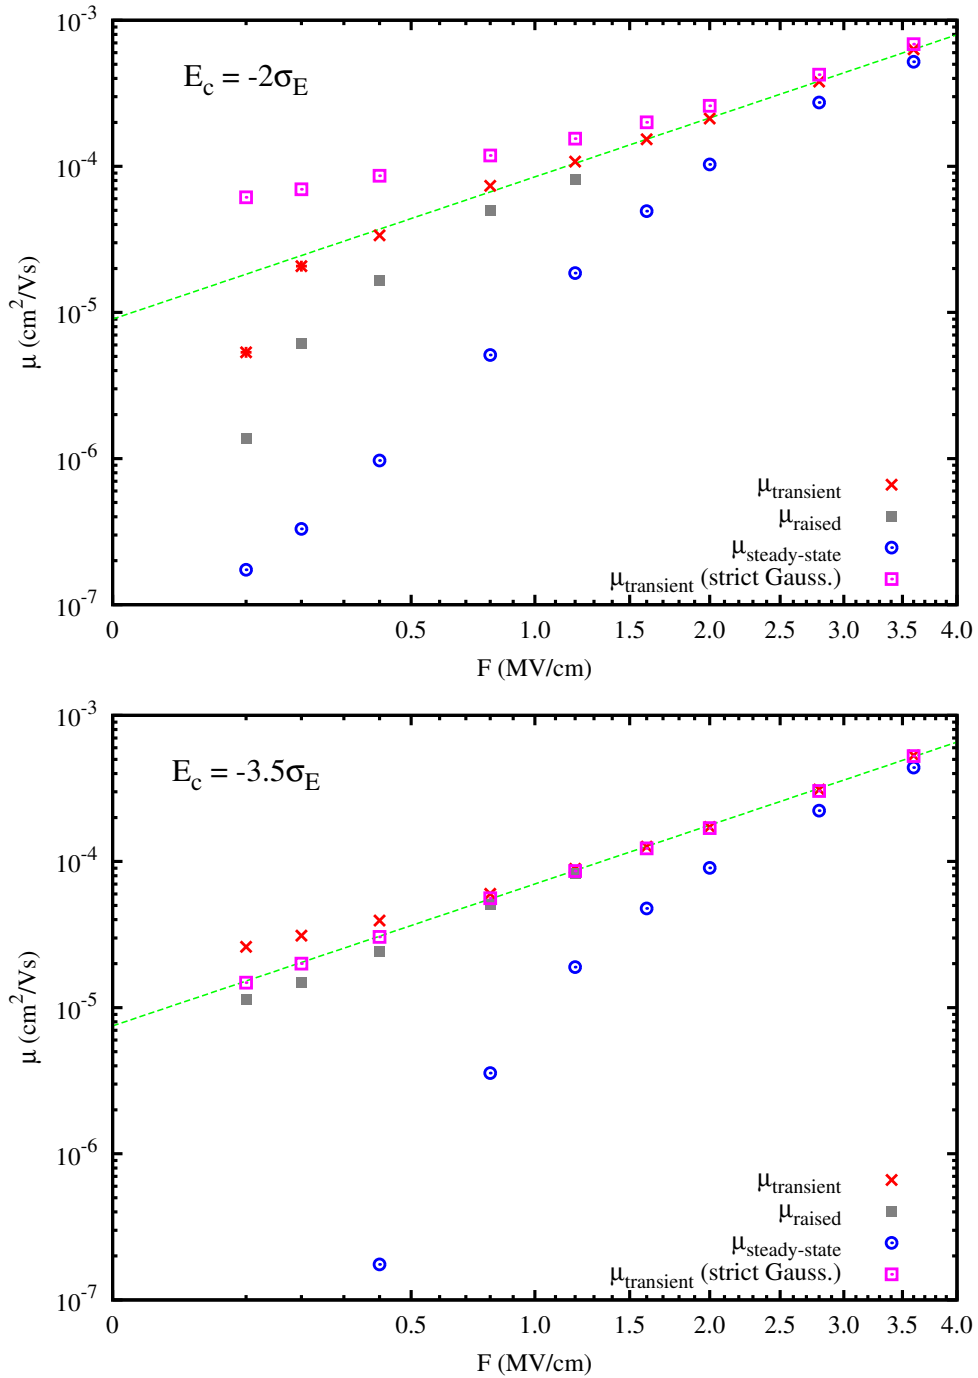 10⁻³
E_c = -2σ_E
10⁻⁴
10⁻⁵
μ (cm²/Vs)
10⁻⁶
μ_transient
μ_raised
μ_steady-state
μ_transient (strict Gauss.)
10⁻⁷
0 0.5 1.0 1.5 2.0 2.5 3.0 3.5 4.0
F (MV/cm)
10⁻³
E_c = -3.5σ_E
10⁻⁴
10⁻⁵
μ (cm²/Vs)
10⁻⁶
μ_transient
μ_raised
μ_steady-state
μ_transient (strict Gauss.)
10⁻⁷
0 0.5 1.0 1.5 2.0 2.5 3.0 3.5 4.0
F (MV/cm)